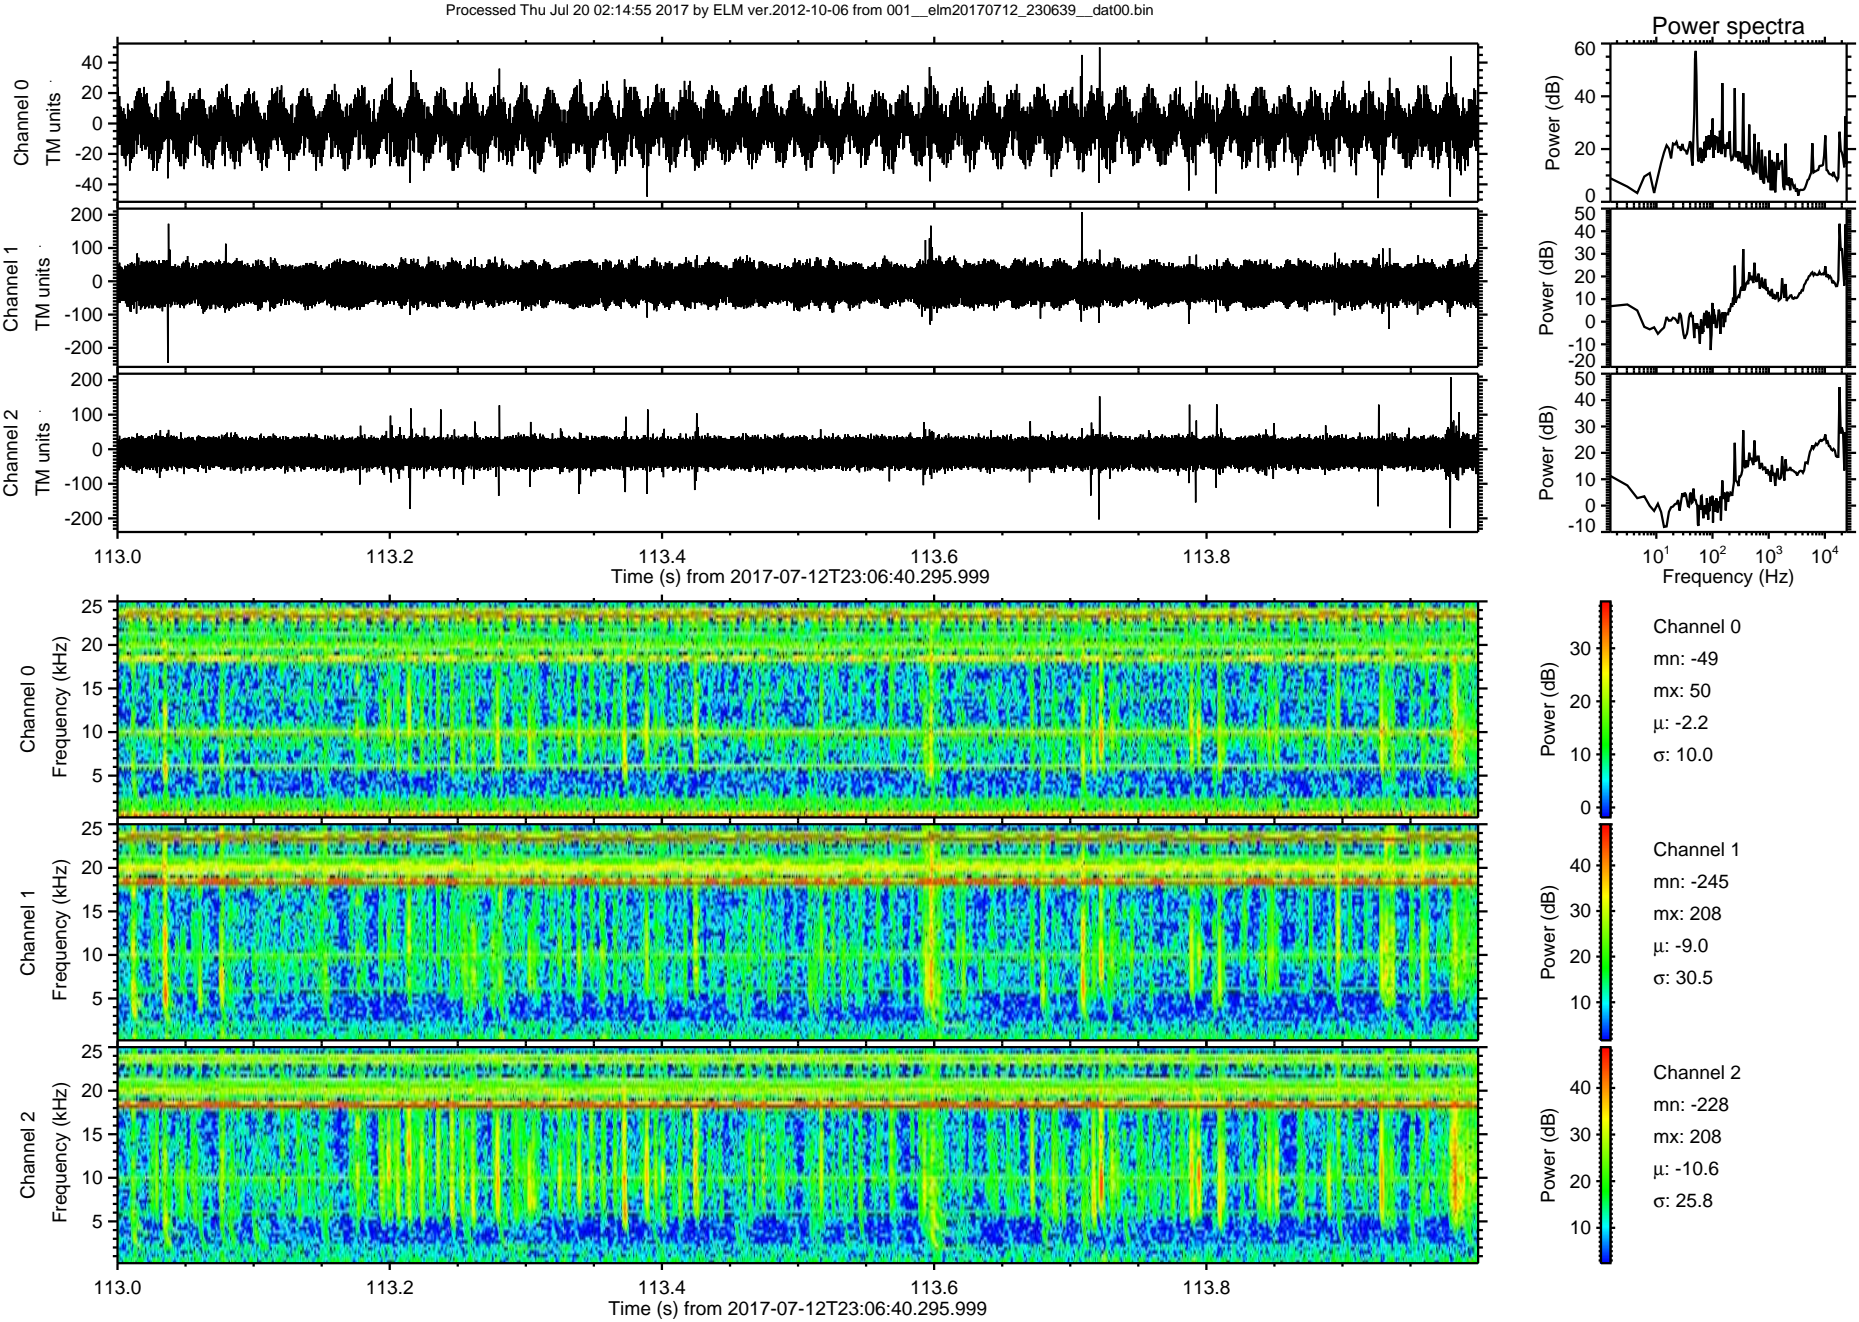 Processed Thu Jul 20 02:14:55 2017 by ELM ver.2012-10-06 from 001__elm20170712_230639__dat00.bin
Power spectra
Channel 0
TM units
40
20
0
-20
-40
Power (dB)
60
40
20
0
Channel 1
TM units
200
100
0
-100
-200
Power (dB)
50
40
30
20
10
0
-10
-20
Channel 2
TM units
200
100
0
-100
-200
Power (dB)
50
40
30
20
10
0
-10
113.0 113.2 113.4 113.6 113.8
Time (s) from 2017-07-12T23:06:40.295.999
10¹ 10² 10³ 10⁴
Frequency (Hz)
Channel 0
Frequency (kHz)
25
20
15
10
5
Power (dB)
30
20
10
0
Channel 0
mn: -49
mx: 50
μ: -2.2
σ: 10.0
Channel 1
Frequency (kHz)
25
20
15
10
5
Power (dB)
40
30
20
10
Channel 1
mn: -245
mx: 208
μ: -9.0
σ: 30.5
Channel 2
Frequency (kHz)
25
20
15
10
5
Power (dB)
40
30
20
10
Channel 2
mn: -228
mx: 208
μ: -10.6
σ: 25.8
113.0 113.2 113.4 113.6 113.8
Time (s) from 2017-07-12T23:06:40.295.999